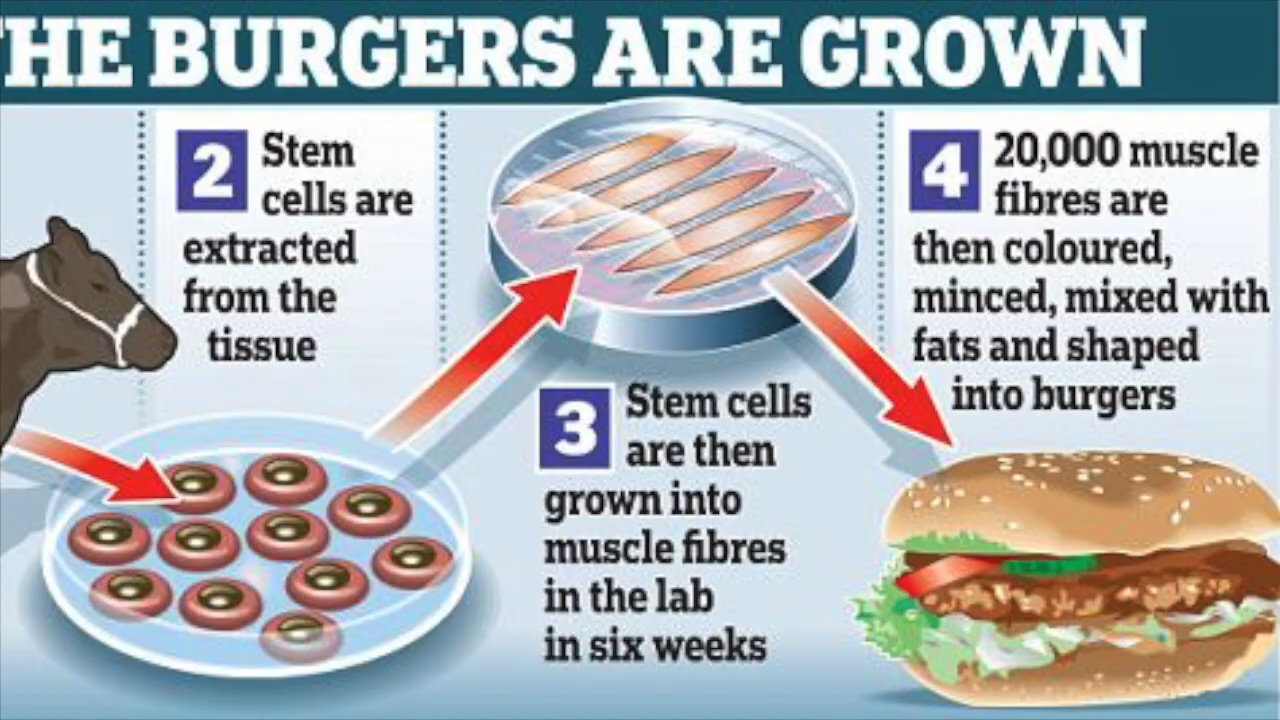 THE BURGERS ARE GROWN
2 Stem
cells are
extracted
from the
tissue
3 Stem cells
are then
grown into
muscle fibres
in the lab
in six weeks
4 20,000 muscle
fibres are
then coloured,
minced, mixed with
fats and shaped
into burgers